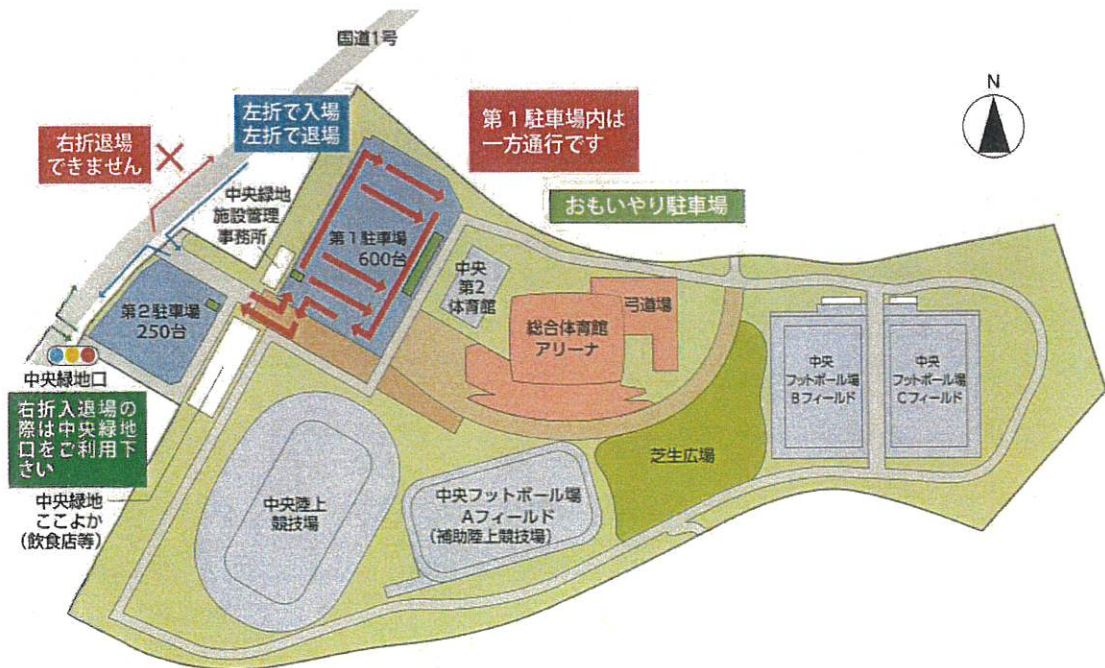 国道1号
左折で入場
左折で退場
第1駐車場内は
一方通行です
N
右折退場
できません
おもいやり駐車場
中央緑地
施設管理
事務所
第1駐車場
600台
中央
第2
体育館
弓道場
総合体育館
アリーナ
第2駐車場
250台
中央
フットボール場
Bフィールド
中央
フットボール場
Cフィールド
中央緑地口
右折入退場の
際は中央緑地
口をご利用下
さい
芝生広場
中央緑地
ここよか
(飲食店等)
中央陸上
競技場
中央フットボール場
Aフィールド
(補助陸上競技場)